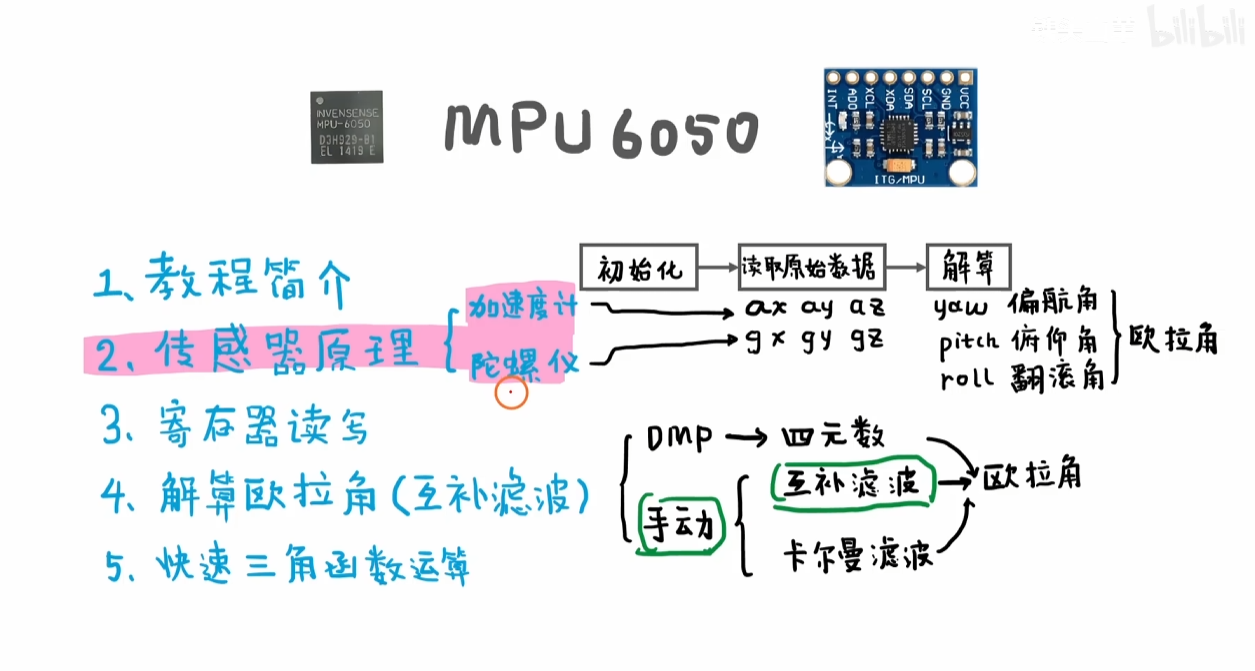 bilibili
INVENSENSE
MPU-6050
EL 1419 E
MPU6050
INT ADO XCL XDA SDA SCL GND VCC
ITG/MPU
1、教程简介
2、传感器原理
加速度计
陀螺仪
3、寄存器读写
4、解算欧拉角(互补滤波)
5、快速三角函数运算
初始化
读取原始数据
解算
ax ay az
gx gy gz
yaw 偏航角
pitch 俯仰角
roll 翻滚角
欧拉角
DMP
四元数
手动
互补滤波
卡尔曼滤波
欧拉角